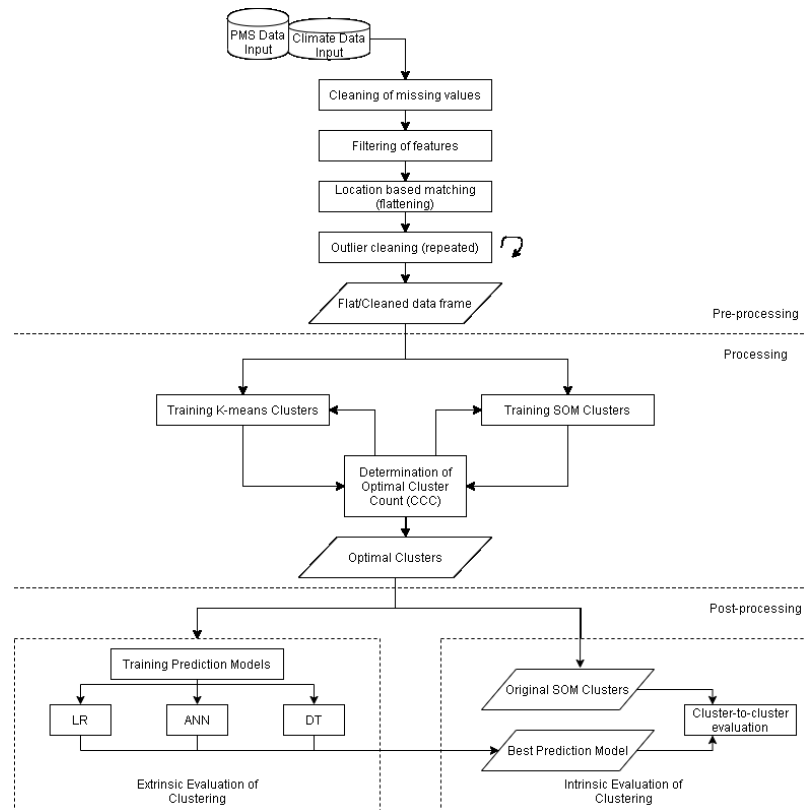 PMS Data
Input
Climate Data
Input
Cleaning of missing values
Filtering of features
Location based matching
(flattening)
Outlier cleaning (repeated)
Flat/Cleaned data frame
Pre-processing
Processing
Training K-means Clusters
Training SOM Clusters
Determination of
Optimal Cluster
Count (CCC)
Optimal Clusters
Post-processing
Training Prediction Models
LR
ANN
DT
Extrinsic Evaluation of
Clustering
Original SOM Clusters
Cluster-to-cluster
evaluation
Best Prediction Model
Intrinsic Evaluation of
Clustering